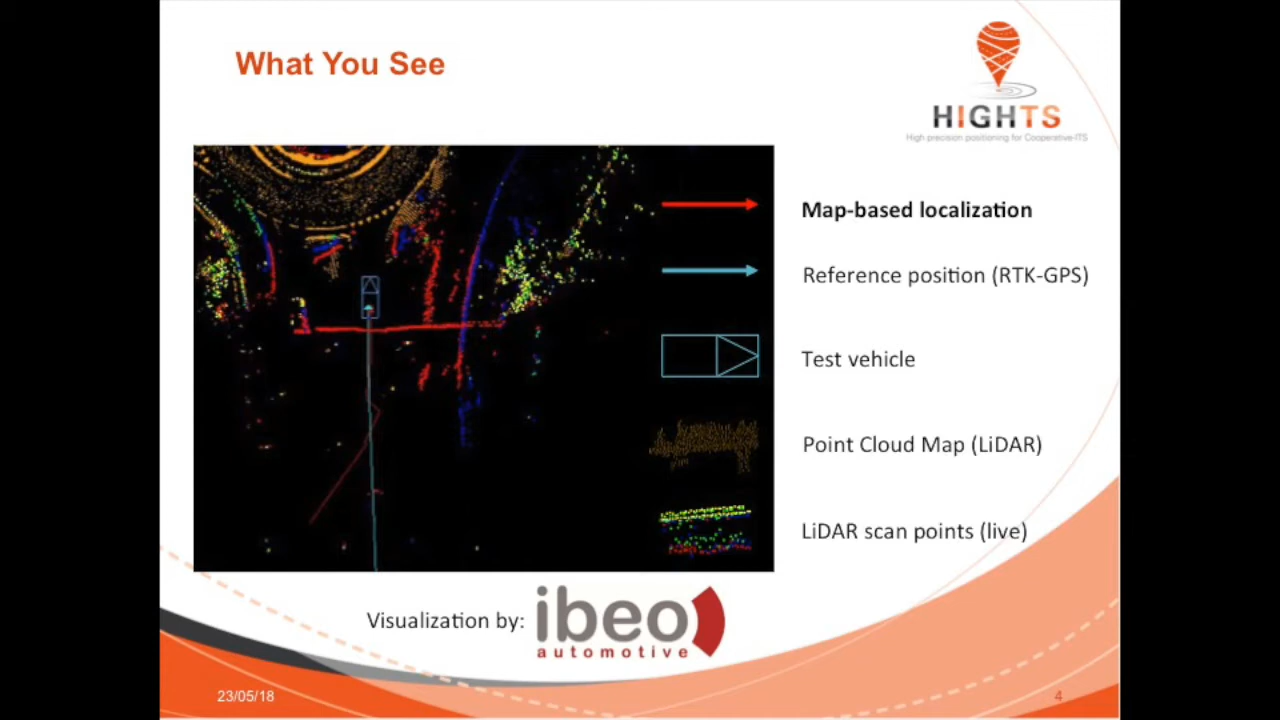 What You See
HIGHTS
High precision positioning for Cooperative-ITS
Map-based localization
Reference position (RTK-GPS)
Test vehicle
Point Cloud Map (LiDAR)
LiDAR scan points (live)
Visualization by:
ibeo
automotive
23/05/18
4